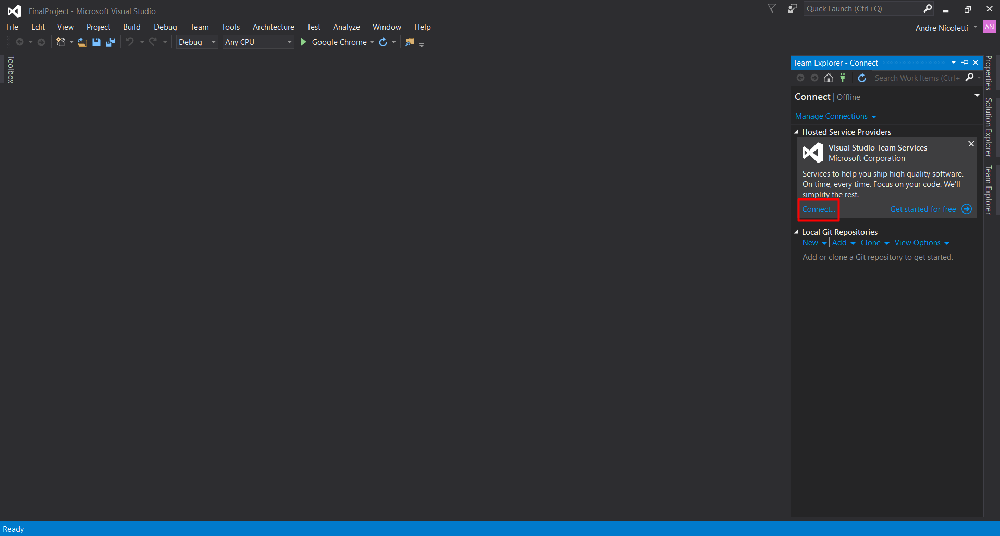 FinalProject - Microsoft Visual Studio
Quick Launch (Ctrl+Q)
File Edit View Project Build Debug Team Tools Architecture Test Analyze Window Help
Andre Nicoletti AN
Debug Any CPU Google Chrome
Toolbox
Team Explorer - Connect
Search Work Items (Ctrl+
Connect | Offline
Manage Connections
Hosted Service Providers
Visual Studio Team Services
Microsoft Corporation
Services to help you ship high quality software.
On time, every time. Focus on your code. We'll
simplify the rest.
Connect... Get started for free
Local Git Repositories
New Add Clone View Options
Add or clone a Git repository to get started.
Properties
Solution Explorer
Team Explorer
Ready